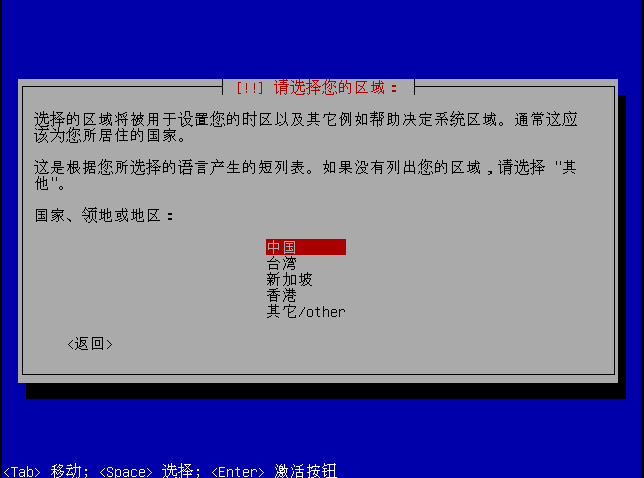 [!!] 请选择您的区域：
选择的区域将被用于设置您的时区以及其它例如帮助决定系统区域。通常这应
该为您所居住的国家。
这是根据您所选择的语言产生的短列表。如果没有列出您的区域，请选择 "其
他"。
国家、领地或地区：
中国
台湾
新加坡
香港
其它/other
<返回>
<Tab> 移动; <Space> 选择; <Enter> 激活按钮